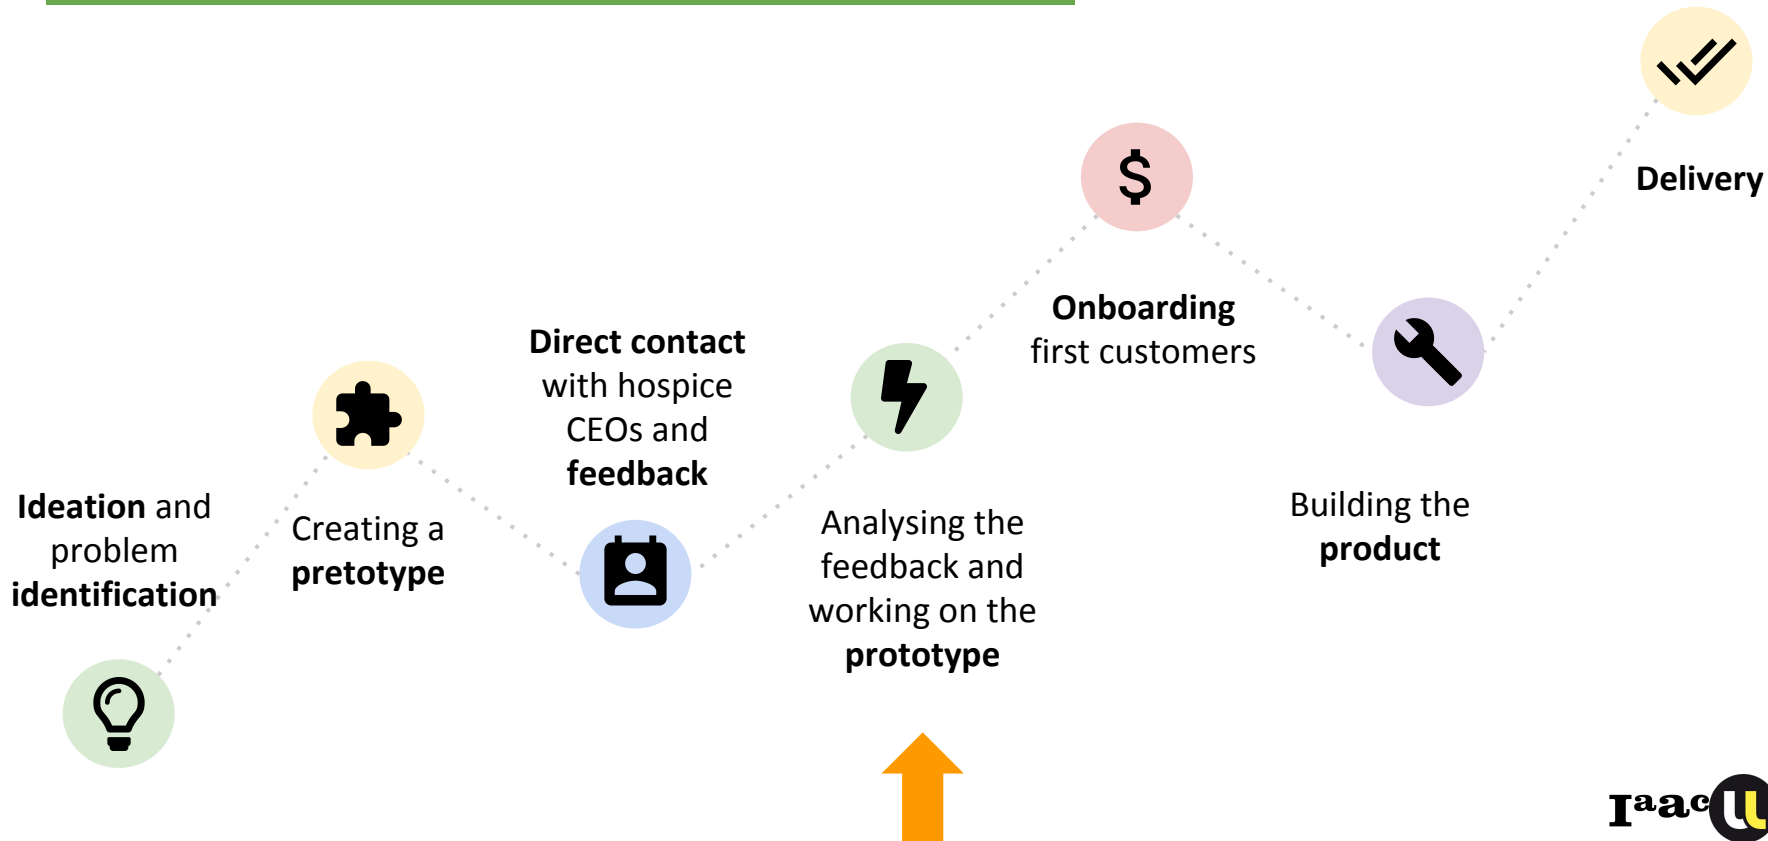 Ideation and
problem
identification
Creating a
pretotype
Direct contact
with hospice
CEOs and
feedback
Analysing the
feedback and
working on the
prototype
$
Onboarding
first customers
Building the
product
Delivery
Iaac